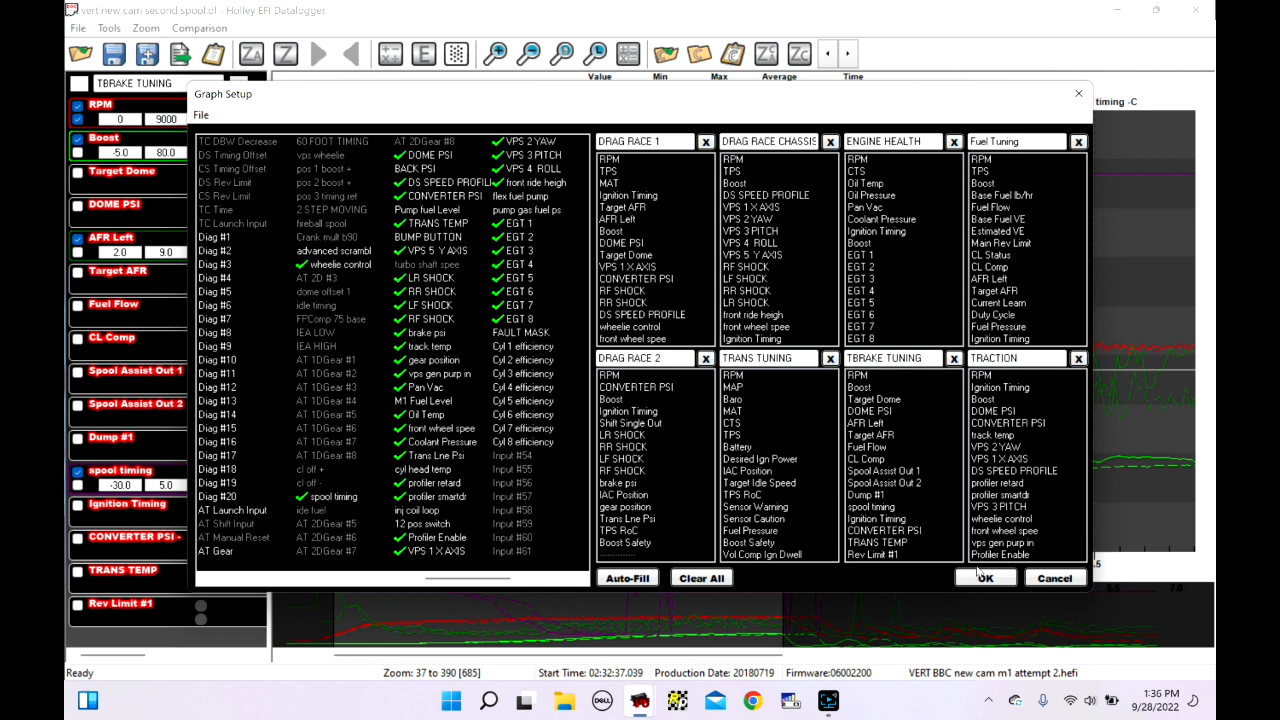 vert new cam second spool.dl - Holley EFI Datalogger
File Tools Zoom Comparison
Value Min Max Average Time
TBRAKE TUNING
RPM
0 9000
Boost
-5.0 80.0
Target Dome
DOME PSI
AFR Left
2.0 9.0
Target AFR
Fuel Flow
CL Comp
Spool Assist Out 1
Spool Assist Out 2
Dump #1
spool timing
-30.0 5.0
Ignition Timing
CONVERTER PSI -
TRANS TEMP
Rev Limit #1
timing -C
Graph Setup
File
TC DBW Decrease
DS Timing Offset
CS Timing Offset
DS Rev Limit
CS Rev Limit
TC Time
TC Launch Input
Diag #1
Diag #2
Diag #3
Diag #4
Diag #5
Diag #6
Diag #7
Diag #8
Diag #9
Diag #10
Diag #11
Diag #12
Diag #13
Diag #14
Diag #15
Diag #16
Diag #17
Diag #18
Diag #19
Diag #20
AT Launch Input
AT Shift Input
AT Manual Reset
AT Gear
60 FOOT TIMING
vps wheelie
pos 1 boost +
pos 2 boost +
pos 3 timing ret
2 STEP MOVING
fireball spool
Crank mult b90
advanced scrambl
wheelie control
AT 2D #3
dome offset 1
idle timing
FPComp 75 base
IEA LOW
IEA HIGH
AT 1DGear #1
AT 1DGear #2
AT 1DGear #3
AT 1DGear #4
AT 1DGear #5
AT 1DGear #6
AT 1DGear #7
AT 1DGear #8
cl off +
cl off -
spool timing
ide fuel
AT 2DGear #5
AT 2DGear #6
AT 2DGear #7
AT 2DGear #8
DOME PSI
BACK PSI
DS SPEED PROFIL
CONVERTER PSI
Pump fuel Level
TRANS TEMP
BUMP BUTTON
VPS 5 Y AXIS
turbo shaft spee
LR SHOCK
RR SHOCK
LF SHOCK
RF SHOCK
brake psi
track temp
gear position
vps gen purp in
Pan Vac
M1 Fuel Level
Oil Temp
front wheel spee
Coolant Pressure
Trans Lne Psi
cyl head temp
profiler retard
profiler smartdr
inj coil loop
12 pos switch
Profiler Enable
VPS 1 X AXIS
VPS 2 YAW
VPS 3 PITCH
VPS 4 ROLL
front ride heigh
flex fuel pump
pump gas fuel ps
EGT 1
EGT 2
EGT 3
EGT 4
EGT 5
EGT 6
EGT 7
EGT 8
FAULT MASK
Cyl 1 efficiency
Cyl 2 efficiency
Cyl 3 efficiency
Cyl 4 efficiency
Cyl 5 efficiency
Cyl 6 efficiency
Cyl 7 efficiency
Cyl 8 efficiency
Input #54
Input #55
Input #56
Input #57
Input #58
Input #59
Input #60
Input #61
DRAG RACE 1 x
RPM
TPS
MAT
Ignition Timing
Target AFR
AFR Left
Boost
DOME PSI
Target Dome
VPS 1 X AXIS
CONVERTER PSI
RF SHOCK
RR SHOCK
DS SPEED PROFILE
wheelie control
front wheel spee
DRAG RACE CHASSIS x
RPM
TPS
Boost
DS SPEED PROFILE
VPS 1 X AXIS
VPS 2 YAW
VPS 3 PITCH
VPS 4 ROLL
VPS 5 Y AXIS
RF SHOCK
LF SHOCK
RR SHOCK
LR SHOCK
front ride heigh
front wheel spee
Ignition Timing
ENGINE HEALTH x
RPM
CTS
Oil Temp
Oil Pressure
Pan Vac
Coolant Pressure
Ignition Timing
Boost
EGT 1
EGT 2
EGT 3
EGT 4
EGT 5
EGT 6
EGT 7
EGT 8
Fuel Tuning x
RPM
TPS
Boost
Base Fuel lb/hr
Fuel Flow
Base Fuel VE
Estimated VE
Main Rev Limit
CL Status
CL Comp
AFR Left
Target AFR
Current Learn
Duty Cycle
Fuel Pressure
Ignition Timing
DRAG RACE 2 x
RPM
CONVERTER PSI
Boost
Ignition Timing
Shift Single Out
LR SHOCK
RR SHOCK
LF SHOCK
RF SHOCK
brake psi
IAC Position
gear position
Trans Lne Psi
TPS RoC
Boost Safety
---------------
TRANS TUNING x
RPM
MAP
Baro
MAT
CTS
TPS
Battery
Desired Ign Power
IAC Position
Target Idle Speed
TPS RoC
Sensor Warning
Sensor Caution
Fuel Pressure
Boost Safety
Vol Comp Ign Dwell
TBRAKE TUNING x
RPM
Boost
Target Dome
DOME PSI
AFR Left
Target AFR
Fuel Flow
CL Comp
Spool Assist Out 1
Spool Assist Out 2
Dump #1
spool timing
Ignition Timing
CONVERTER PSI
TRANS TEMP
Rev Limit #1
TRACTION x
RPM
Ignition Timing
Boost
DOME PSI
CONVERTER PSI
track temp
VPS 2 YAW
VPS 1 X AXIS
DS SPEED PROFILE
profiler retard
profiler smartdr
VPS 3 PITCH
wheelie control
front wheel spee
vps gen purp in
Profiler Enable
Auto-Fill Clear All OK Cancel
.5
6.5 7.0
Ready Zoom: 37 to 390 [685] Start Time: 02:32:37.039 Production Date: 20180719 Firmware:06002200 VERT BBC new cam m1 attempt 2.hefi
DELL
1:36 PM
9/28/2022